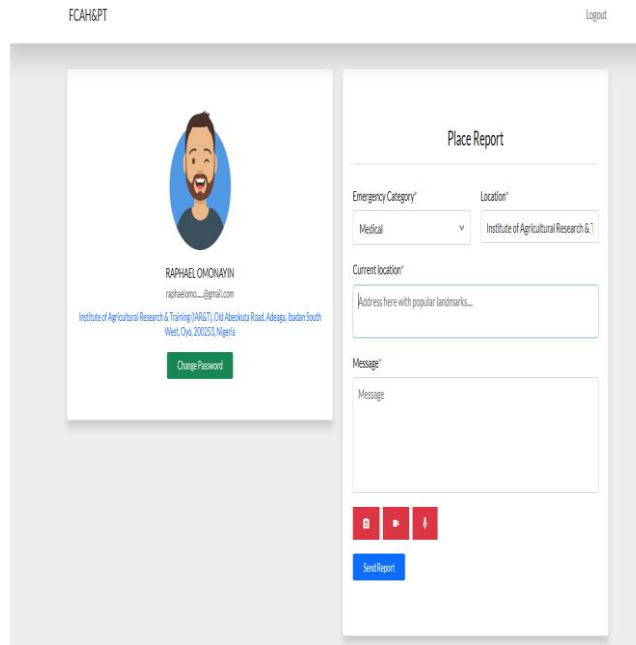 FCAH&PT
Logout
RAPHAEL OMONAYIN
raphaelomo.....@gmail.com
Institute of Agricultural Research & Training (IAR&T), Old Abeokuta Road, Adeaga, Ibadan South
West, Oyo, 200253, Nigeria
Change Password
Place Report
Emergency Category*
Location*
Medical
Institute of Agricultural Research & T
Current location*
Address here with popular landmarks....
Message*
Message
Send Report